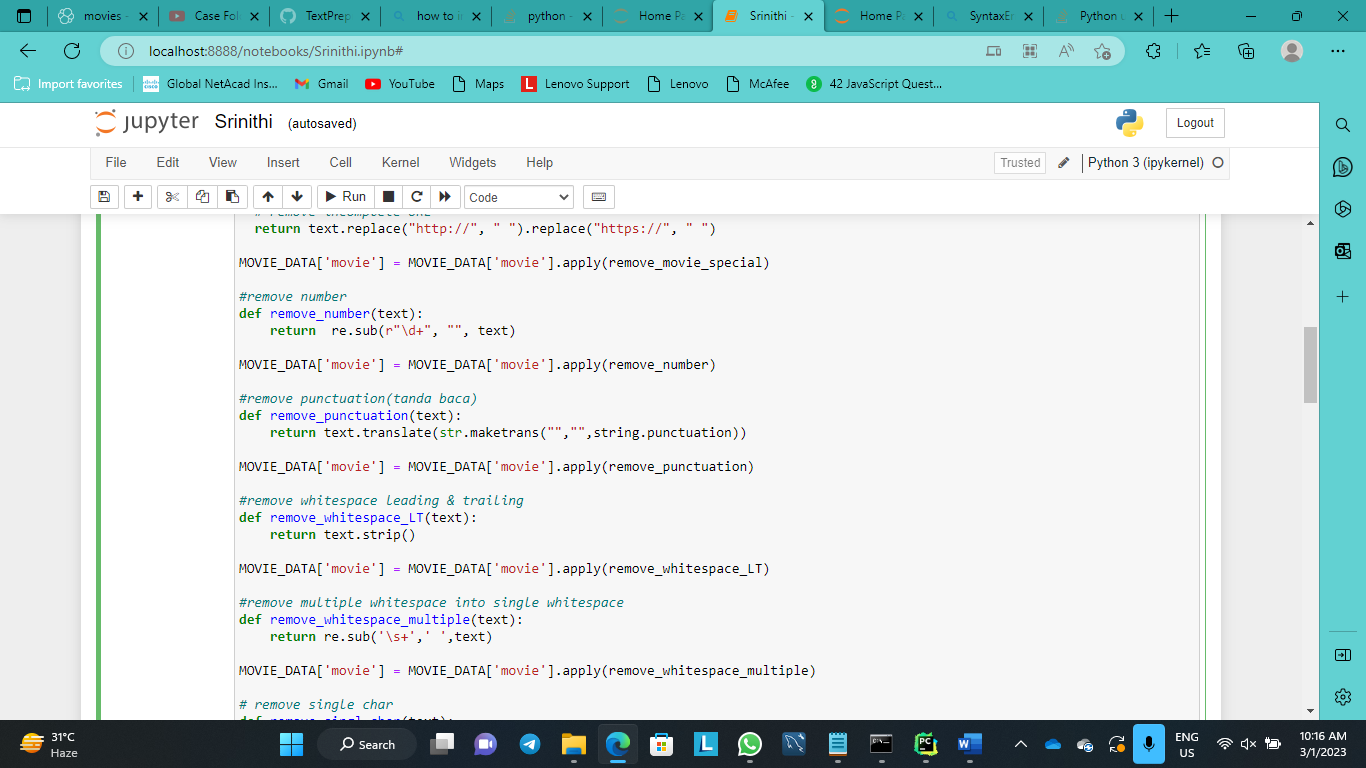 movies -
Case Fol
TextPrep
how to i
python -
Home Pa
Srinithi -
Home Pa
SyntaxEr
Python u
localhost:8888/notebooks/Srinithi.ipynb#
Import favorites
Global NetAcad Ins...
Gmail
YouTube
Maps
Lenovo Support
Lenovo
McAfee
42 JavaScript Quest...
jupyter Srinithi (autosaved)
Logout
File Edit View Insert Cell Kernel Widgets Help
Trusted
Python 3 (ipykernel)
Run
Code
# remove incomplete URL
return text.replace("http://", " ").replace("https://", " ")
MOVIE_DATA['movie'] = MOVIE_DATA['movie'].apply(remove_movie_special)
#remove number
def remove_number(text):
return  re.sub(r"\d+", "", text)
MOVIE_DATA['movie'] = MOVIE_DATA['movie'].apply(remove_number)
#remove punctuation(tanda baca)
def remove_punctuation(text):
return text.translate(str.maketrans("","",string.punctuation))
MOVIE_DATA['movie'] = MOVIE_DATA['movie'].apply(remove_punctuation)
#remove whitespace leading & trailing
def remove_whitespace_LT(text):
return text.strip()
MOVIE_DATA['movie'] = MOVIE_DATA['movie'].apply(remove_whitespace_LT)
#remove multiple whitespace into single whitespace
def remove_whitespace_multiple(text):
return re.sub('\s+',' ',text)
MOVIE_DATA['movie'] = MOVIE_DATA['movie'].apply(remove_whitespace_multiple)
# remove single char
31°C
Haze
Search
ENG
US
10:16 AM
3/1/2023